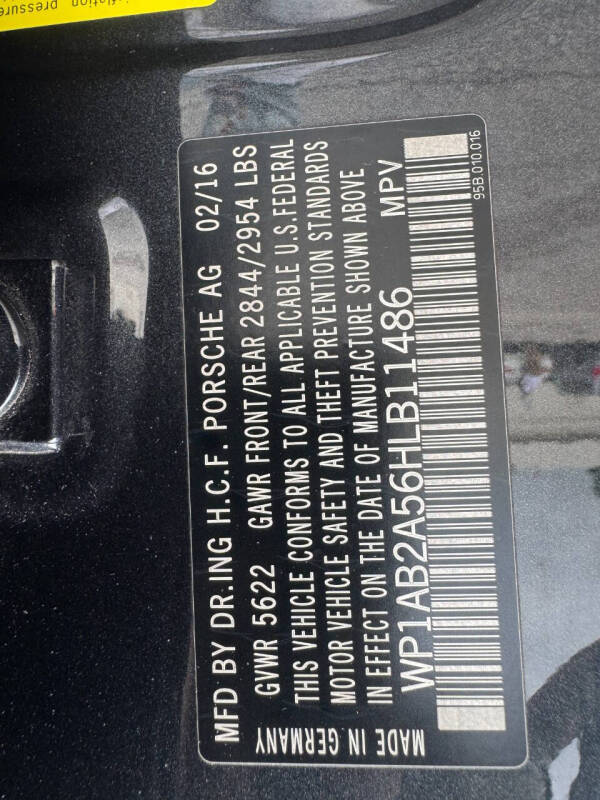 inflation pressure
MFD BY DR.ING H.C.F. PORSCHE AG 02/16
GVWR 5622 GAWR FRONT/REAR 2844/2954 LBS
THIS VEHICLE CONFORMS TO ALL APPLICABLE U.S.FEDERAL
MOTOR VEHICLE SAFETY AND THEFT PREVENTION STANDARDS
IN EFFECT ON THE DATE OF MANUFACTURE SHOWN ABOVE
WP1AB2A56HLB11486 MPV
MADE IN GERMANY
95B.010.016